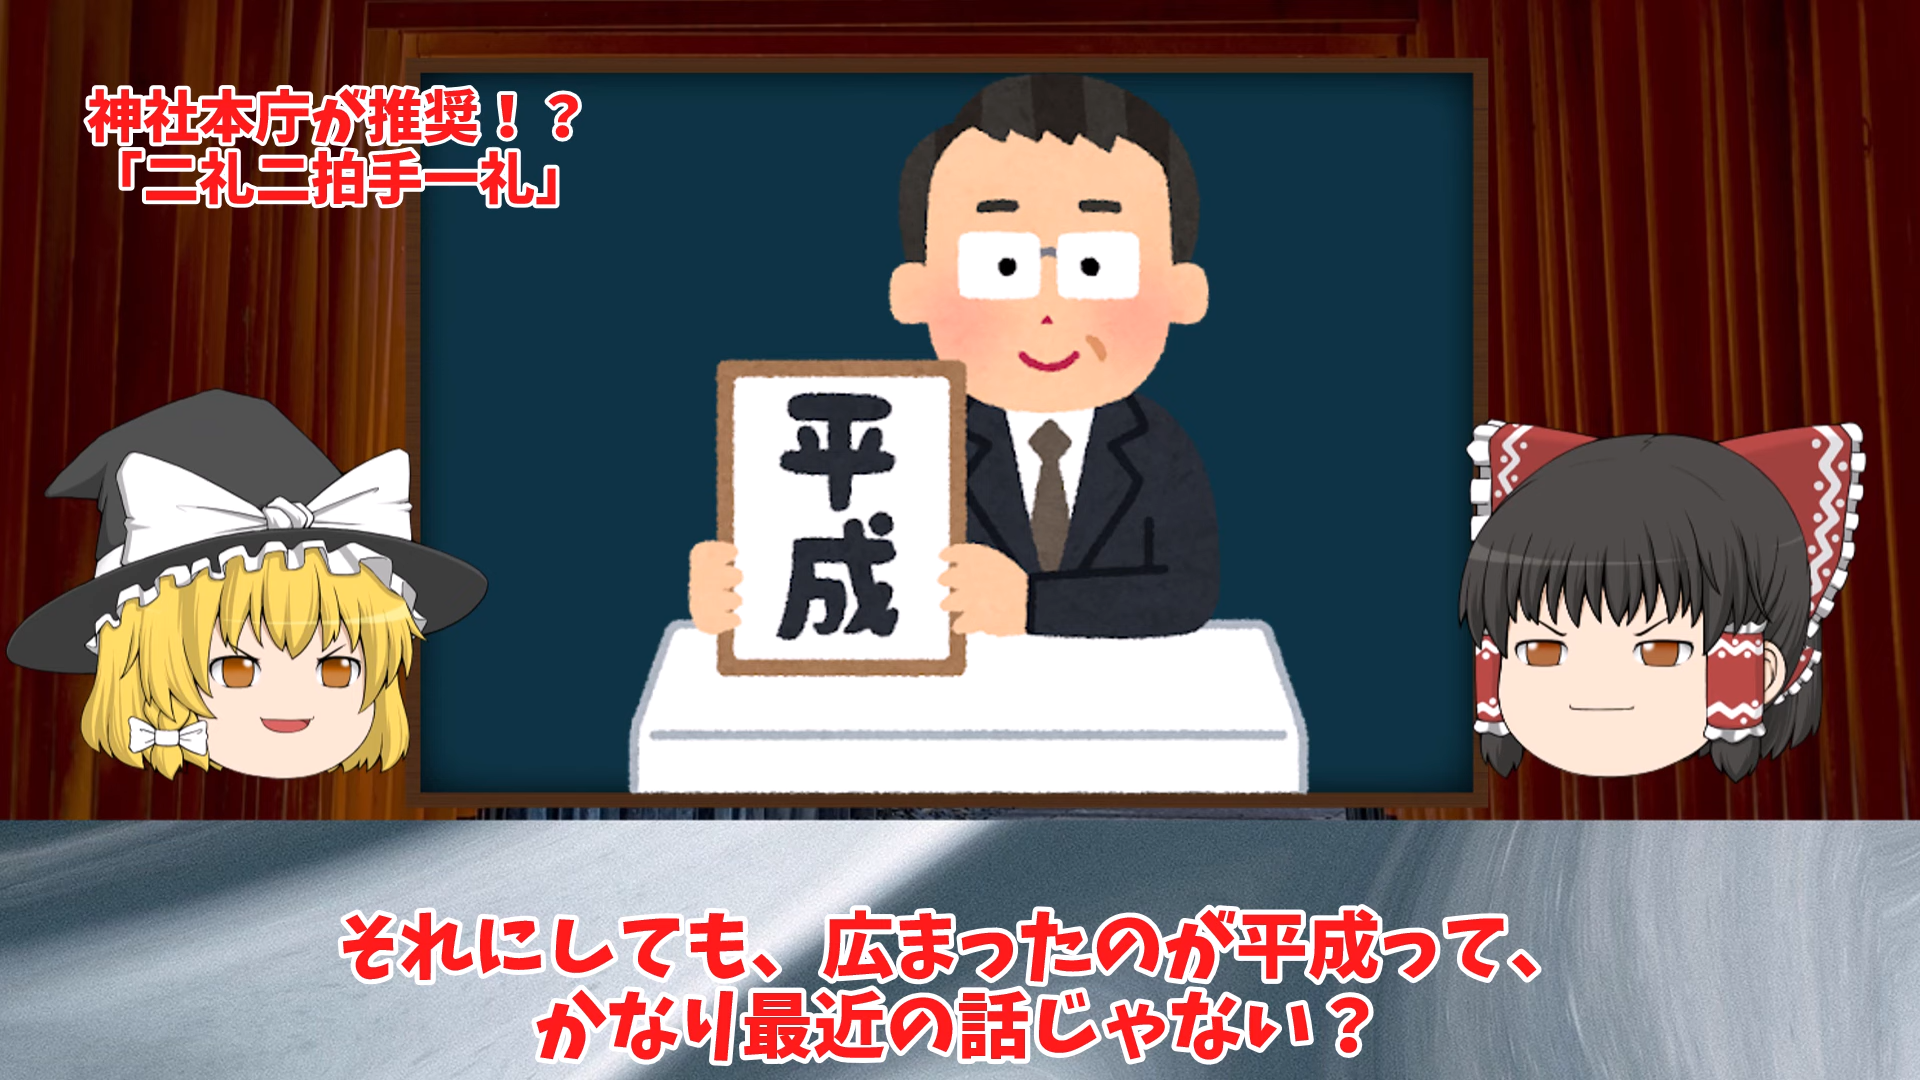 神社本庁が推奨！？
「二礼二拍手一礼」
平成
それにしても、広まったのが平成って、
かなり最近の話じゃない？